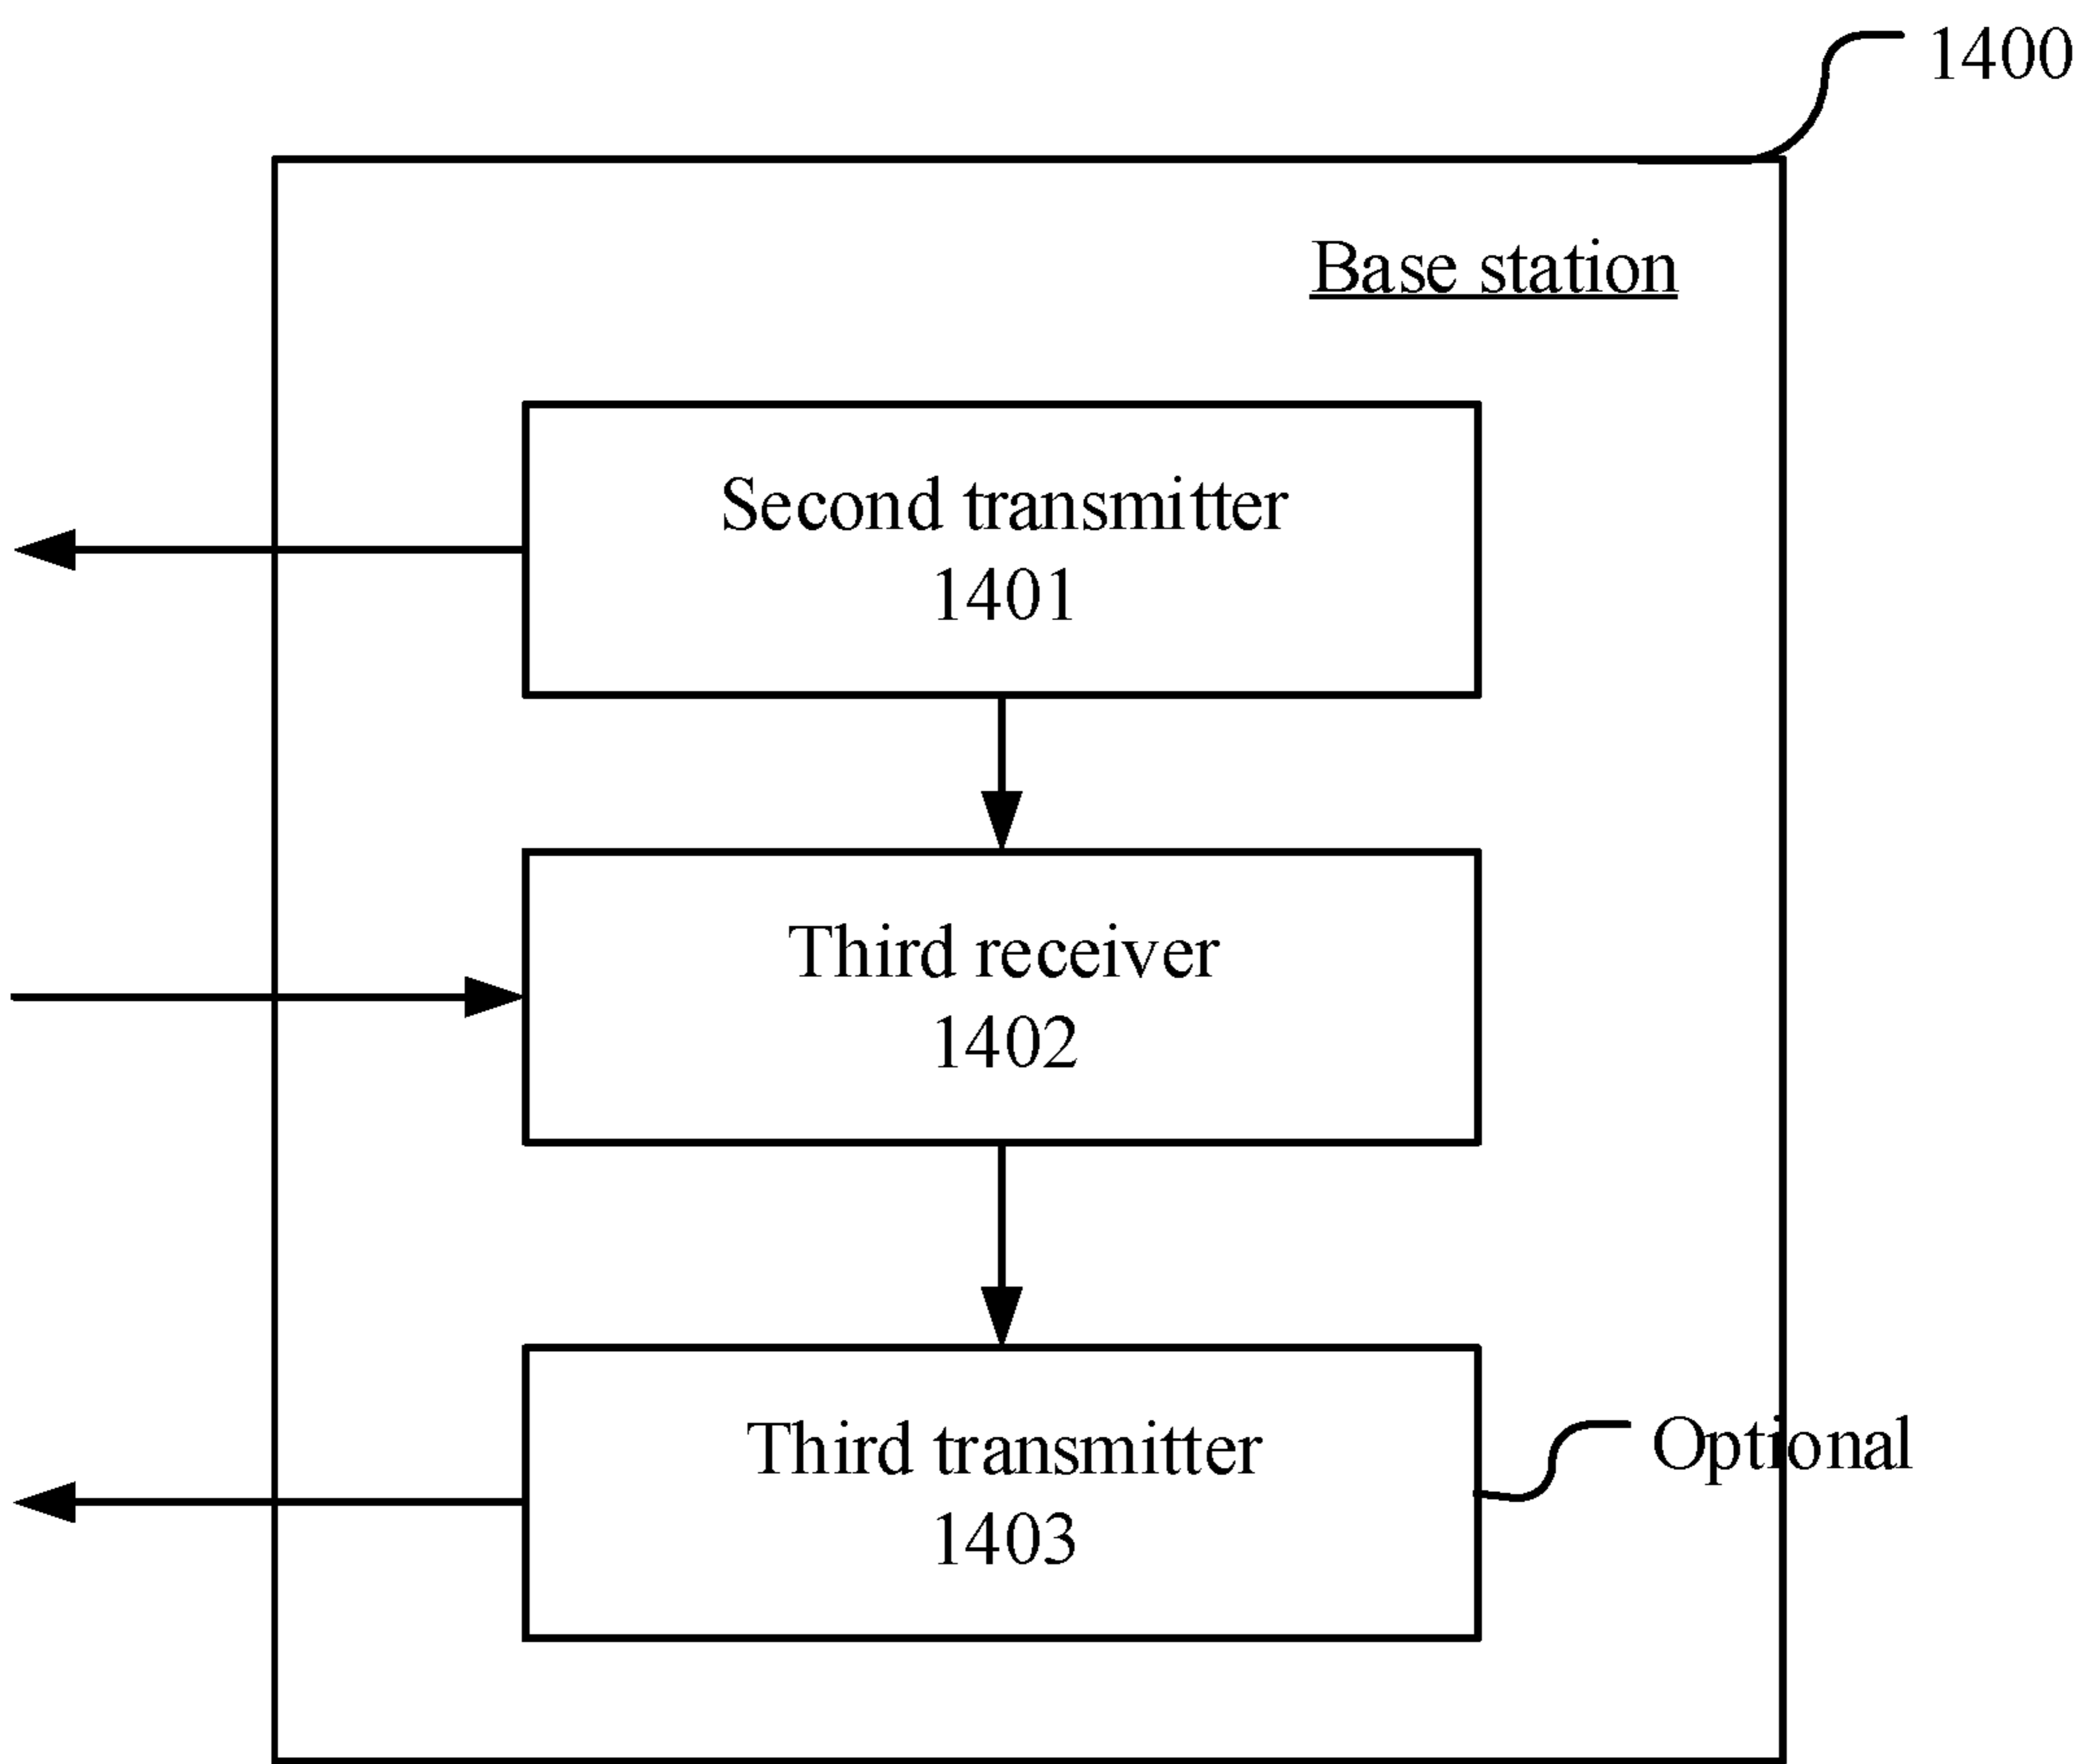 1400
Base station
Second transmitter
1401
Third receiver
1402
Third transmitter
1403
Optional